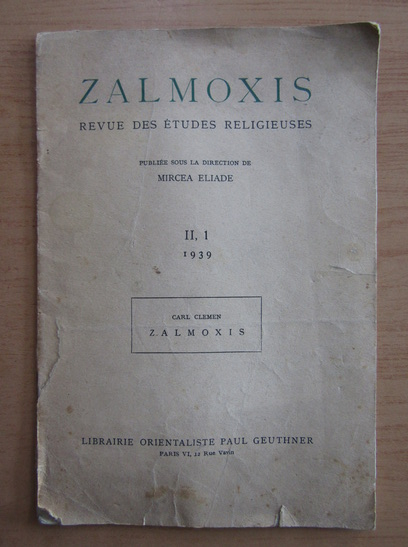 ZALMOXIS
REVUE DES ÉTUDES RELIGIEUSES
PUBLIÉE SOUS LA DIRECTION DE
MIRCEA ELIADE
II, 1
1939
CARL CLEMEN
ZALMOXIS
LIBRAIRIE ORIENTALISTE PAUL GEUTHNER
PARIS VI, 12 Rue Vavin